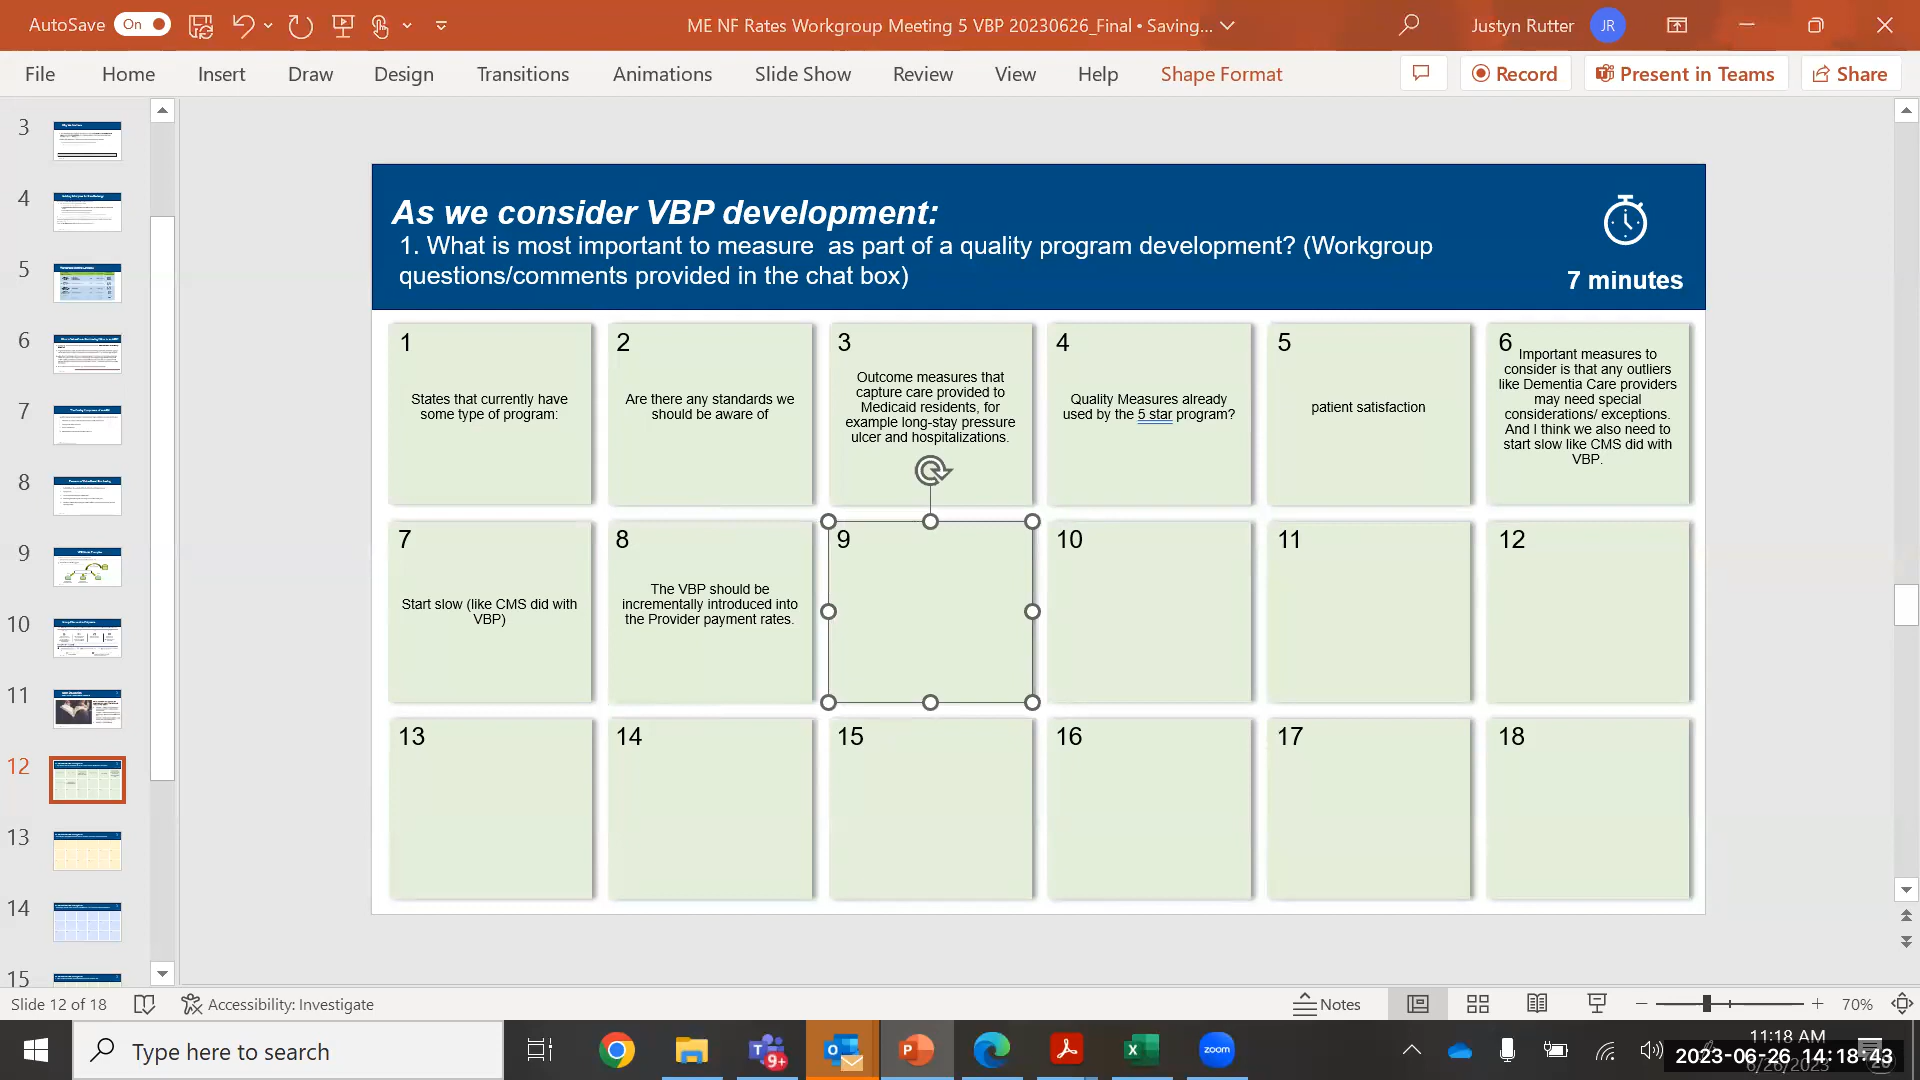 AutoSave On
ME NF Rates Workgroup Meeting 5 VBP 20230626_Final • Saving...
Justyn Rutter JR
File Home Insert Draw Design Transitions Animations Slide Show Review View Help Shape Format
Record Present in Teams Share
3
4
5
6
7
8
9
10
11
12
13
14
15
As we consider VBP development:
1. What is most important to measure as part of a quality program development? (Workgroup
questions/comments provided in the chat box)
7 minutes
1
States that currently have
some type of program:
2
Are there any standards we
should be aware of
3
Outcome measures that
capture care provided to
Medicaid residents, for
example long-stay pressure
ulcer and hospitalizations.
4
Quality Measures already
used by the 5 star program?
5
patient satisfaction
6
Important measures to
consider is that any outliers
like Dementia Care providers
may need special
considerations/ exceptions.
And I think we also need to
start slow like CMS did with
VBP.
7
Start slow (like CMS did with
VBP)
8
The VBP should be
incrementally introduced into
the Provider payment rates.
9
10
11
12
13
14
15
16
17
18
Slide 12 of 18
Accessibility: Investigate
Notes
70%
Type here to search
9+
zoom
11:18 AM
6/26/2023
2023-06-26 14:18:43